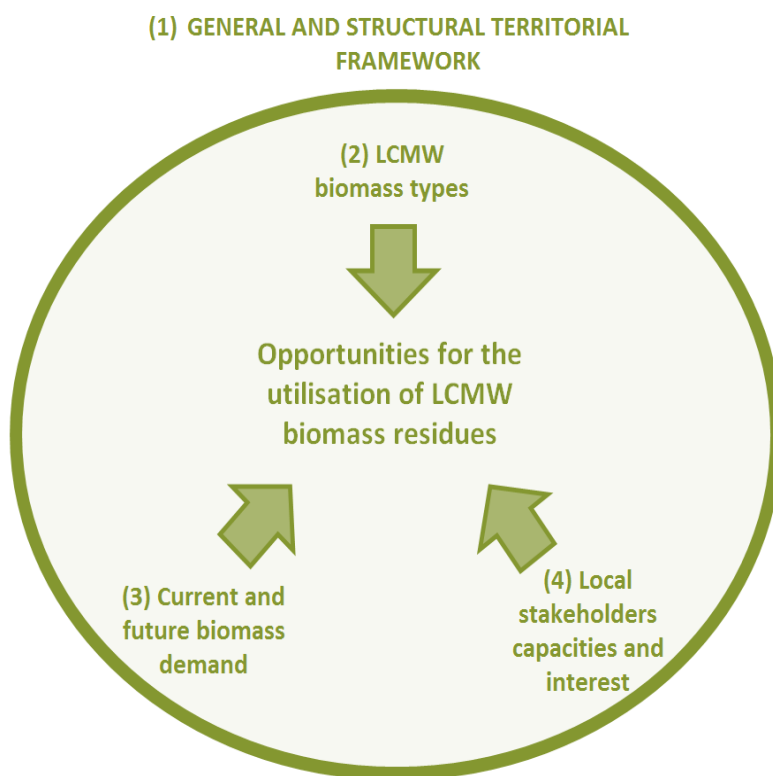 (1) GENERAL AND STRUCTURAL TERRITORIAL
FRAMEWORK
(2) LCMW
biomass types
Opportunities for the
utilisation of LCMW
biomass residues
(3) Current and
future biomass
demand
(4) Local
stakeholders
capacities and
interest